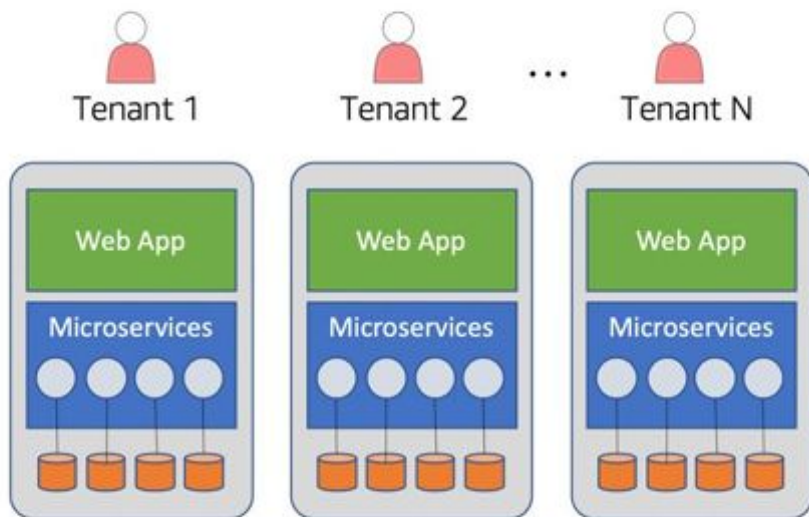 Tenant 1
Tenant 2
...
Tenant N
Web App
Web App
Web App
Microservices
Microservices
Microservices